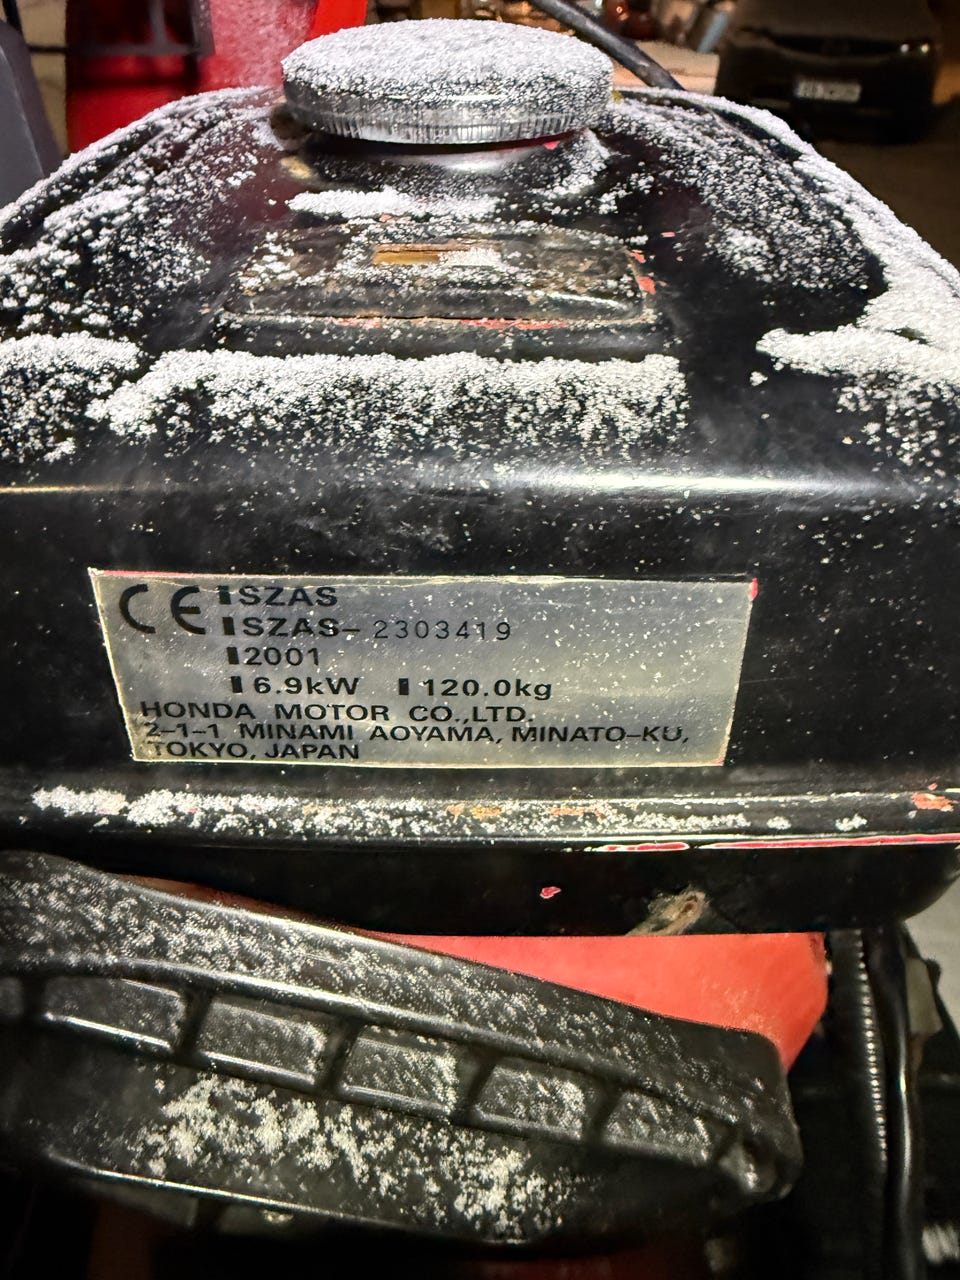 CE SZAS
SZAS-2303419
2001
6.9kW 120.0kg
HONDA MOTOR CO.,LTD.
2-1-1 MINAMI AOYAMA, MINATO-KU,
TOKYO, JAPAN